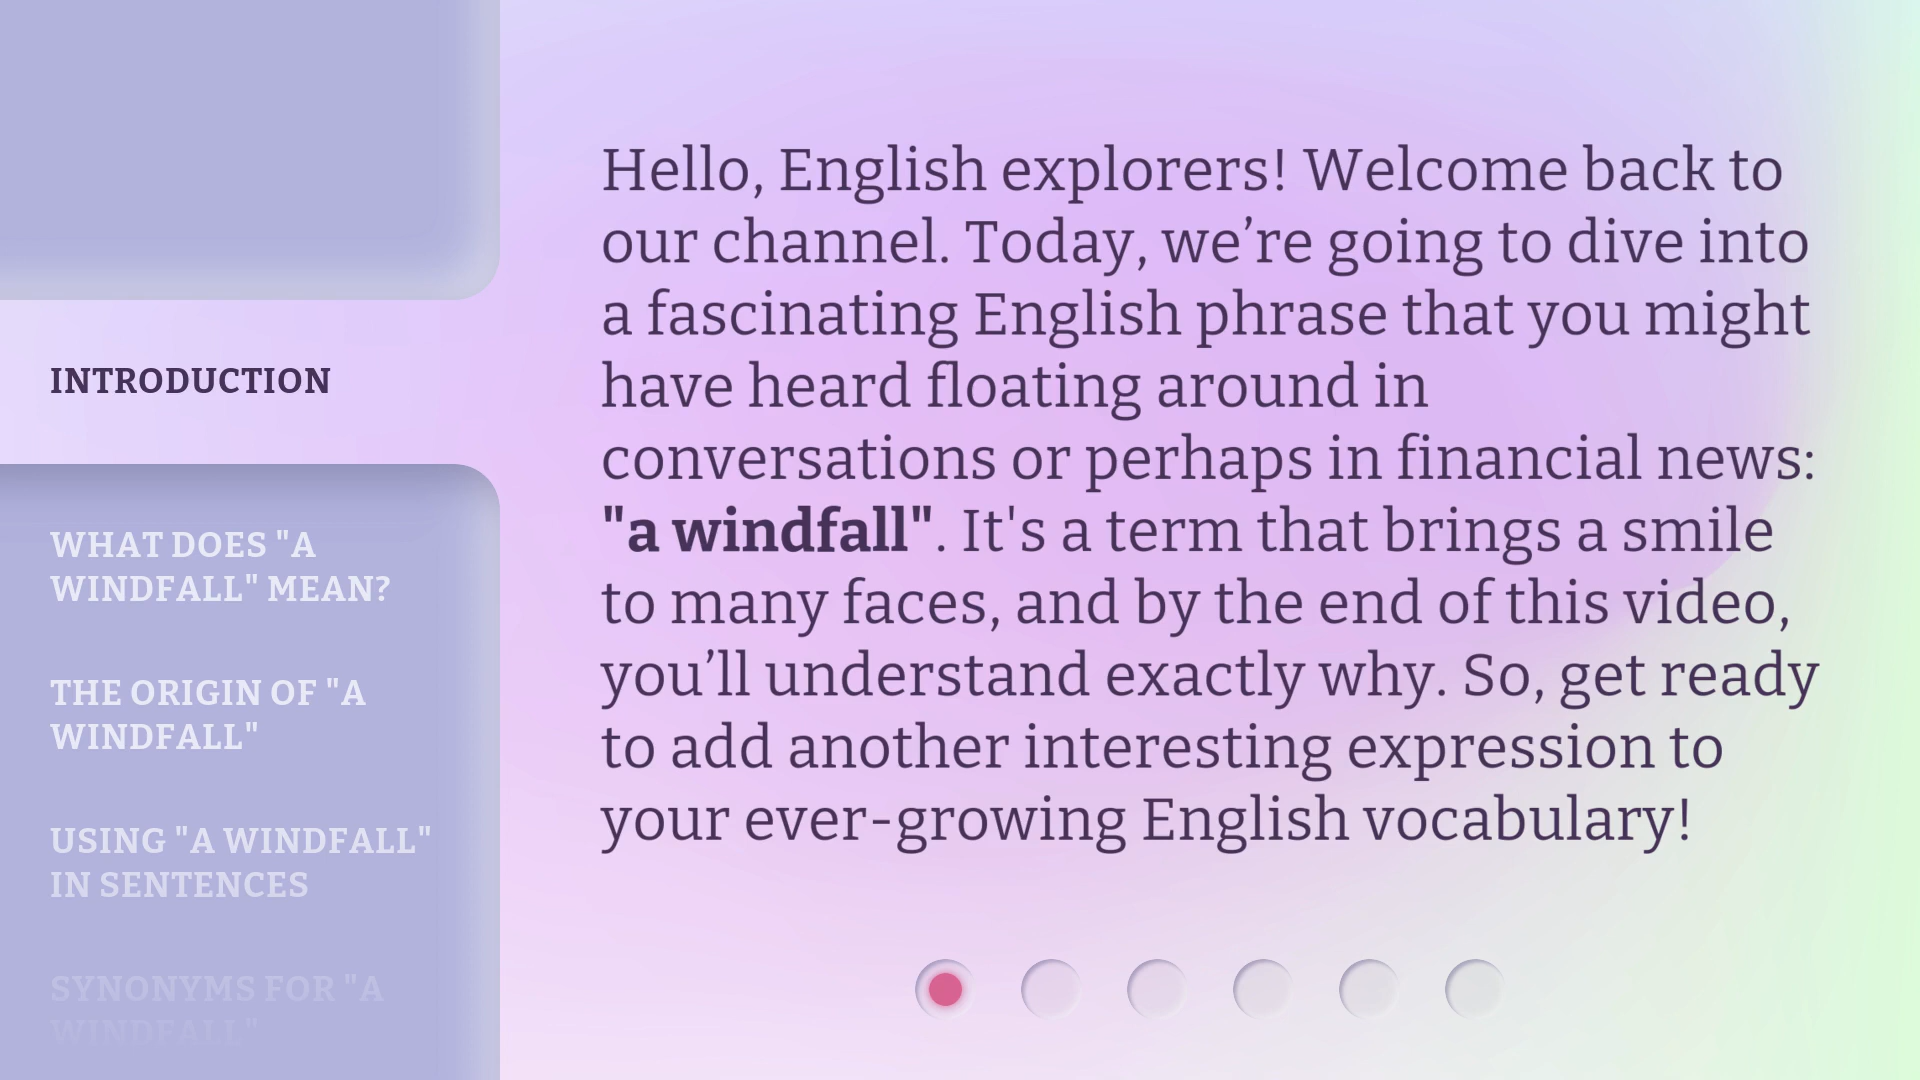 INTRODUCTION
WHAT DOES "A
WINDFALL" MEAN?
THE ORIGIN OF "A
WINDFALL"
USING "A WINDFALL"
IN SENTENCES
SYNONYMS FOR "A
WINDFALL"
Hello, English explorers! Welcome back to
our channel. Today, we’re going to dive into
a fascinating English phrase that you might
have heard floating around in
conversations or perhaps in financial news:
"a windfall". It's a term that brings a smile
to many faces, and by the end of this video,
you’ll understand exactly why. So, get ready
to add another interesting expression to
your ever-growing English vocabulary!